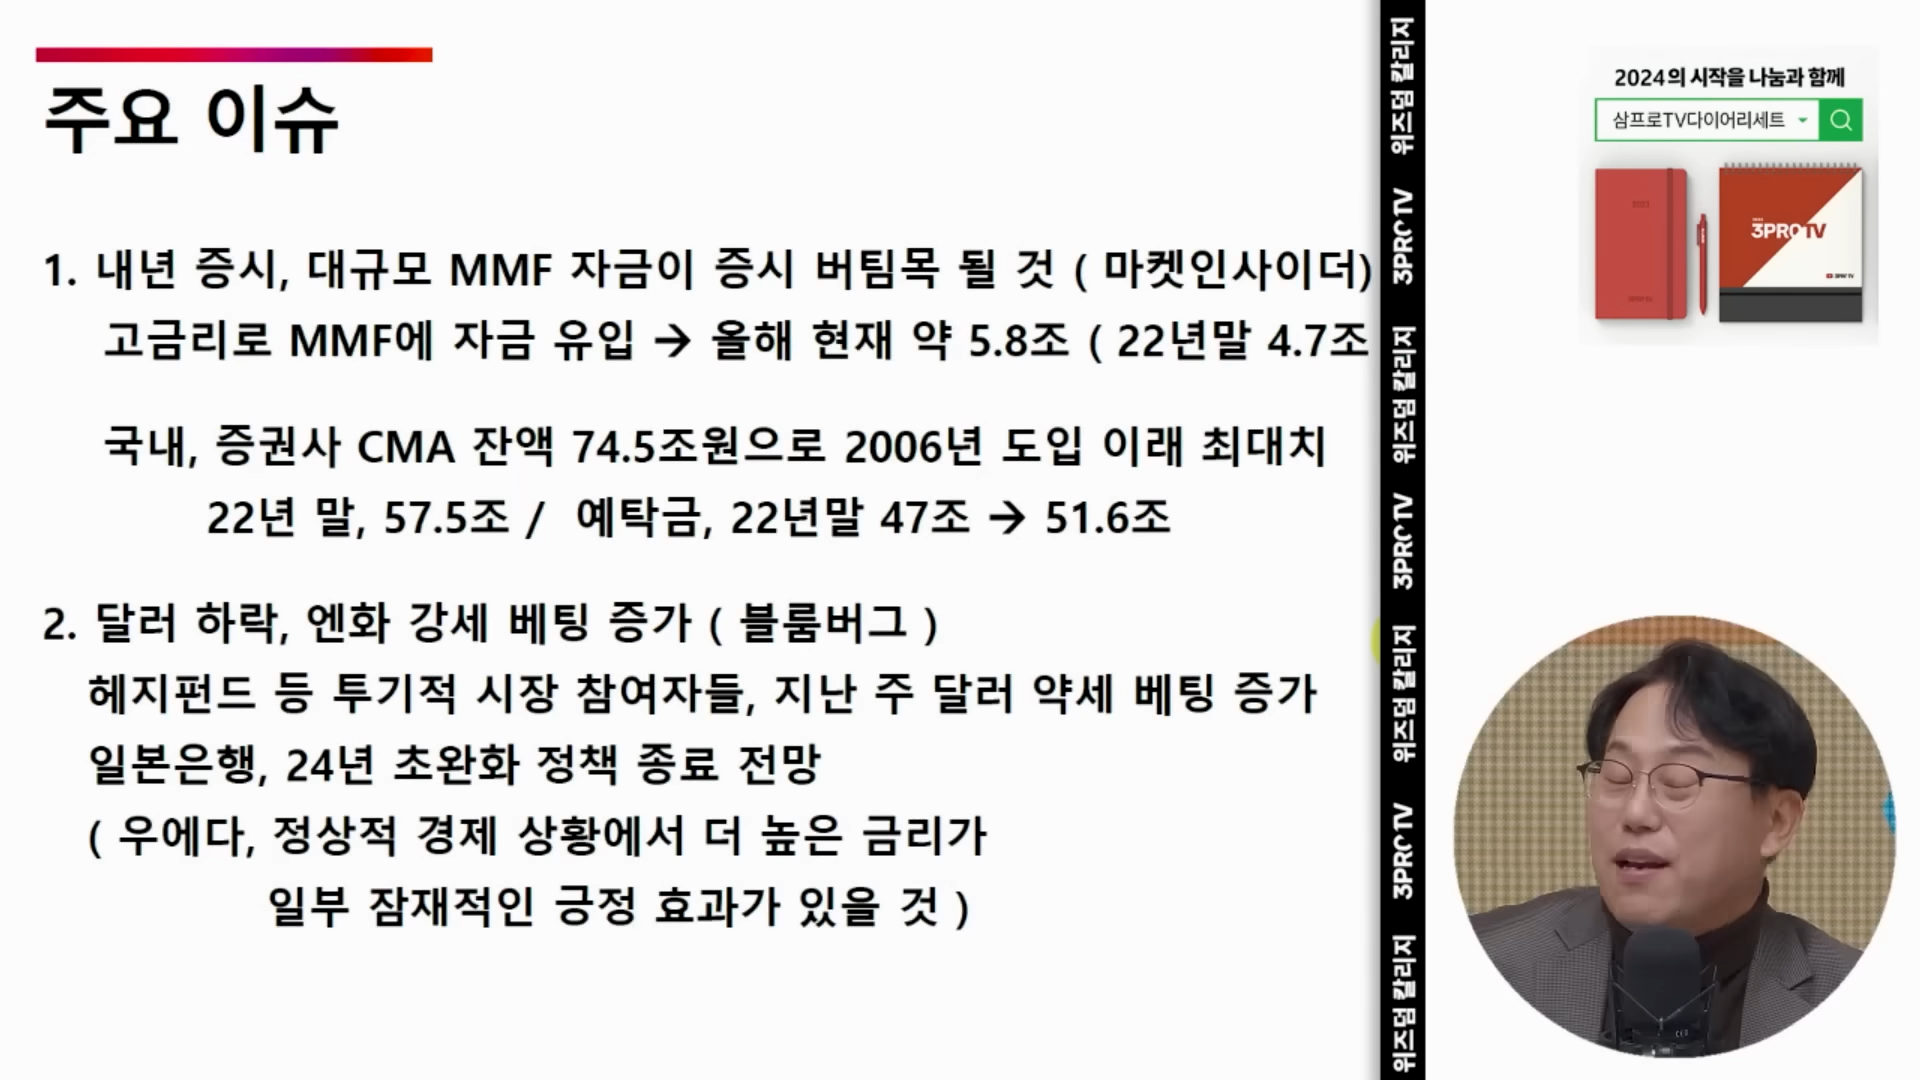 주요 이슈
1. 내년 증시, 대규모 MMF 자금이 증시 버팀목 될 것 ( 마켓인사이더)
고금리로 MMF에 자금 유입 → 올해 현재 약 5.8조 ( 22년말 4.7조
국내, 증권사 CMA 잔액 74.5조원으로 2006년 도입 이래 최대치
22년 말, 57.5조 / 예탁금, 22년말 47조 → 51.6조
2. 달러 하락, 엔화 강세 베팅 증가 ( 블룸버그 )
헤지펀드 등 투기적 시장 참여자들, 지난 주 달러 약세 베팅 증가
일본은행, 24년 초완화 정책 종료 전망
( 우에다, 정상적 경제 상황에서 더 높은 금리가
일부 잠재적인 긍정 효과가 있을 것 )
위즈덤 칼리지
3PROTV
위즈덤 칼리지
3PROTV
위즈덤 칼리지
3PROTV
위즈덤 칼리지
2024의 시작을 나눔과 함께
삼프로TV다이어리세트
3PROTV